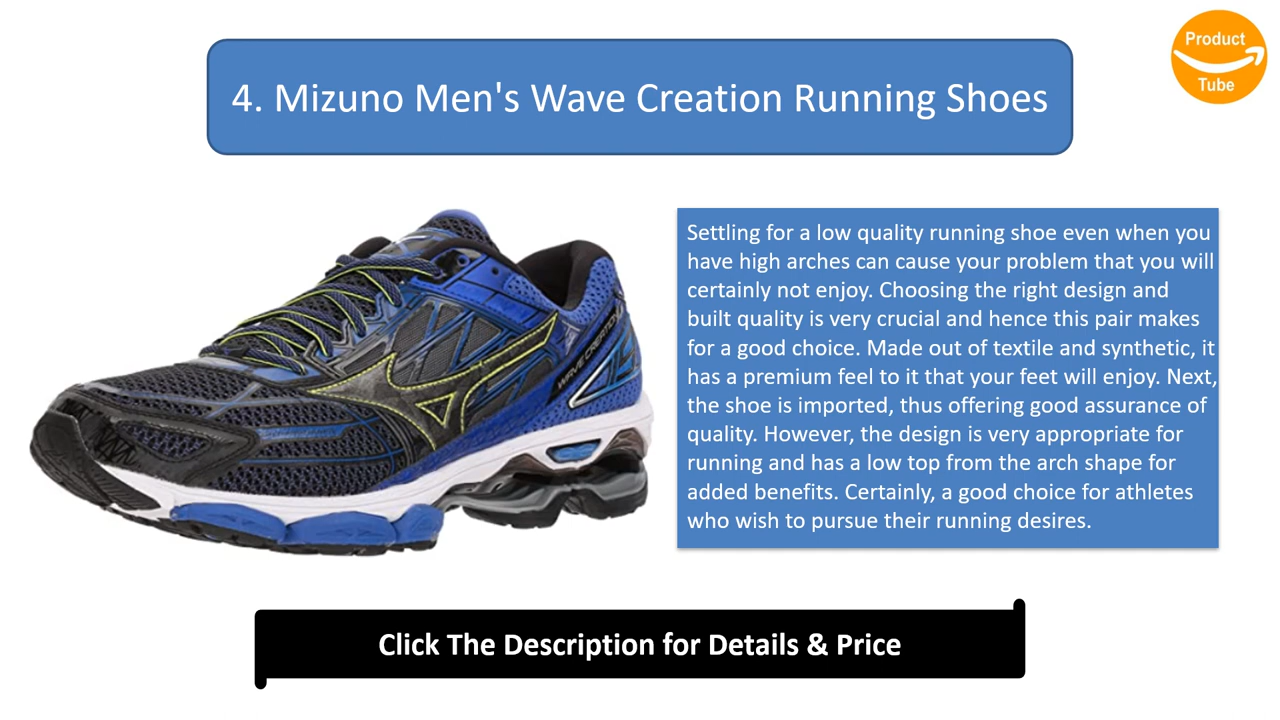 Product
Tube
4. Mizuno Men's Wave Creation Running Shoes
WAVE CREATION
Settling for a low quality running shoe even when you
have high arches can cause your problem that you will
certainly not enjoy. Choosing the right design and
built quality is very crucial and hence this pair makes
for a good choice. Made out of textile and synthetic, it
has a premium feel to it that your feet will enjoy. Next,
the shoe is imported, thus offering good assurance of
quality. However, the design is very appropriate for
running and has a low top from the arch shape for
added benefits. Certainly, a good choice for athletes
who wish to pursue their running desires.
Click The Description for Details & Price